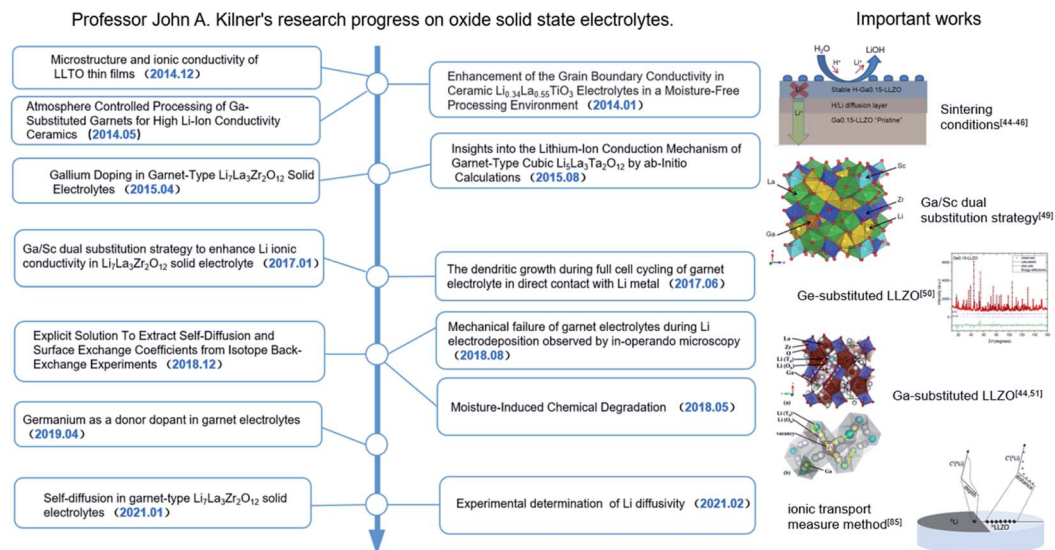 Professor John A. Kilner's research progress on oxide solid state electrolytes.
Microstructure and ionic conductivity of
LLTO thin films （2014.12）
Atmosphere Controlled Processing of Ga-
Substituted Garnets for High Li-Ion Conductivity
Ceramics （2014.05）
Gallium Doping in Garnet-Type Li₇La₃Zr₂O₁₂ Solid
Electrolytes （2015.04）
Ga/Sc dual substitution strategy to enhance Li ionic
conductivity in Li₇La₃Zr₂O₁₂ solid electrolyte （2017.01）
Explicit Solution To Extract Self-Diffusion and
Surface Exchange Coefficients from Isotope Back-
Exchange Experiments （2018.12）
Germanium as a donor dopant in garnet electrolytes
（2019.04）
Self-diffusion in garnet-type Li₇La₃Zr₂O₁₂ solid
electrolytes （2021.01）
Enhancement of the Grain Boundary Conductivity in
Ceramic Li₀.₃₄La₀.₅₅TiO₃ Electrolytes in a Moisture-Free
Processing Environment （2014.01）
Insights into the Lithium-Ion Conduction Mechanism of
Garnet-Type Cubic Li₅La₃Ta₂O₁₂ by ab-Initio
Calculations （2015.08）
The dendritic growth during full cell cycling of garnet
electrolyte in direct contact with Li metal （2017.06）
Mechanical failure of garnet electrolytes during Li
electrodeposition observed by in-operando microscopy
（2018.08）
Moisture-Induced Chemical Degradation （2018.05）
Experimental determination of Li diffusivity （2021.02）
Important works
H₂O
LiOH
H⁺
Li⁺
Li⁺
Stable H-Ga0.15-LLZO
H/Li diffusion layer
Ga0.15-LLZO "Pristine"
Sintering
conditions[44-46]
Sc
La
Zr
Li
Ga
Ga/Sc dual
substitution strategy[49]
Ge-substituted LLZO[50]
La
Zr
O
Ga
(a)
Ga-substituted LLZO[44,51]
vacancy
(b)
Ga
ionic transport
measure method[85]
C(%)
depth
C(%)
distance
⁶Li
LLZO